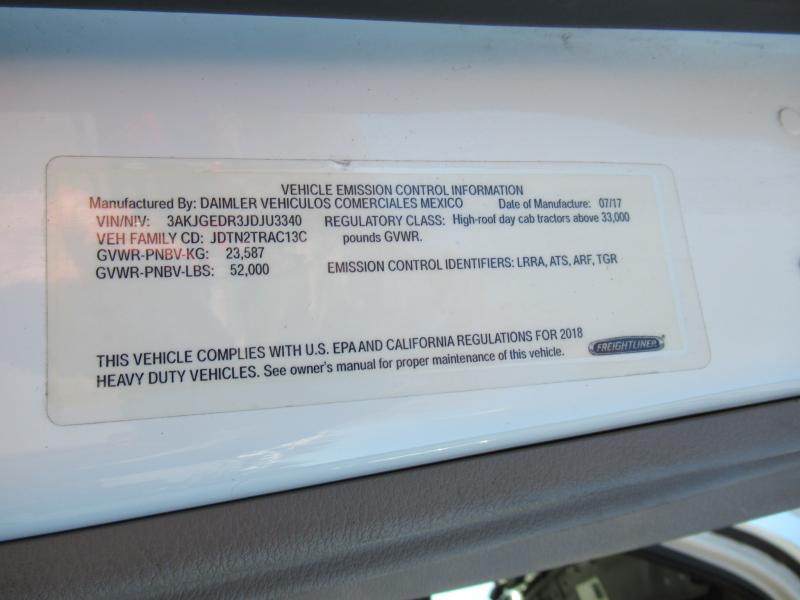 VEHICLE EMISSION CONTROL INFORMATION
Manufactured By: DAIMLER VEHICULOS COMERCIALES MEXICO Date of Manufacture: 07/17
VIN/N!V: 3AKJGEDR3JDJU3340 REGULATORY CLASS: High-roof day cab tractors above 33,000
VEH FAMILY CD: JDTN2TRAC13C pounds GVWR.
GVWR-PNBV-KG: 23,587
GVWR-PNBV-LBS: 52,000 EMISSION CONTROL IDENTIFIERS: LRRA, ATS, ARF, TGR
THIS VEHICLE COMPLIES WITH U.S. EPA AND CALIFORNIA REGULATIONS FOR 2018
HEAVY DUTY VEHICLES. See owner's manual for proper maintenance of this vehicle.
FREIGHTLINER